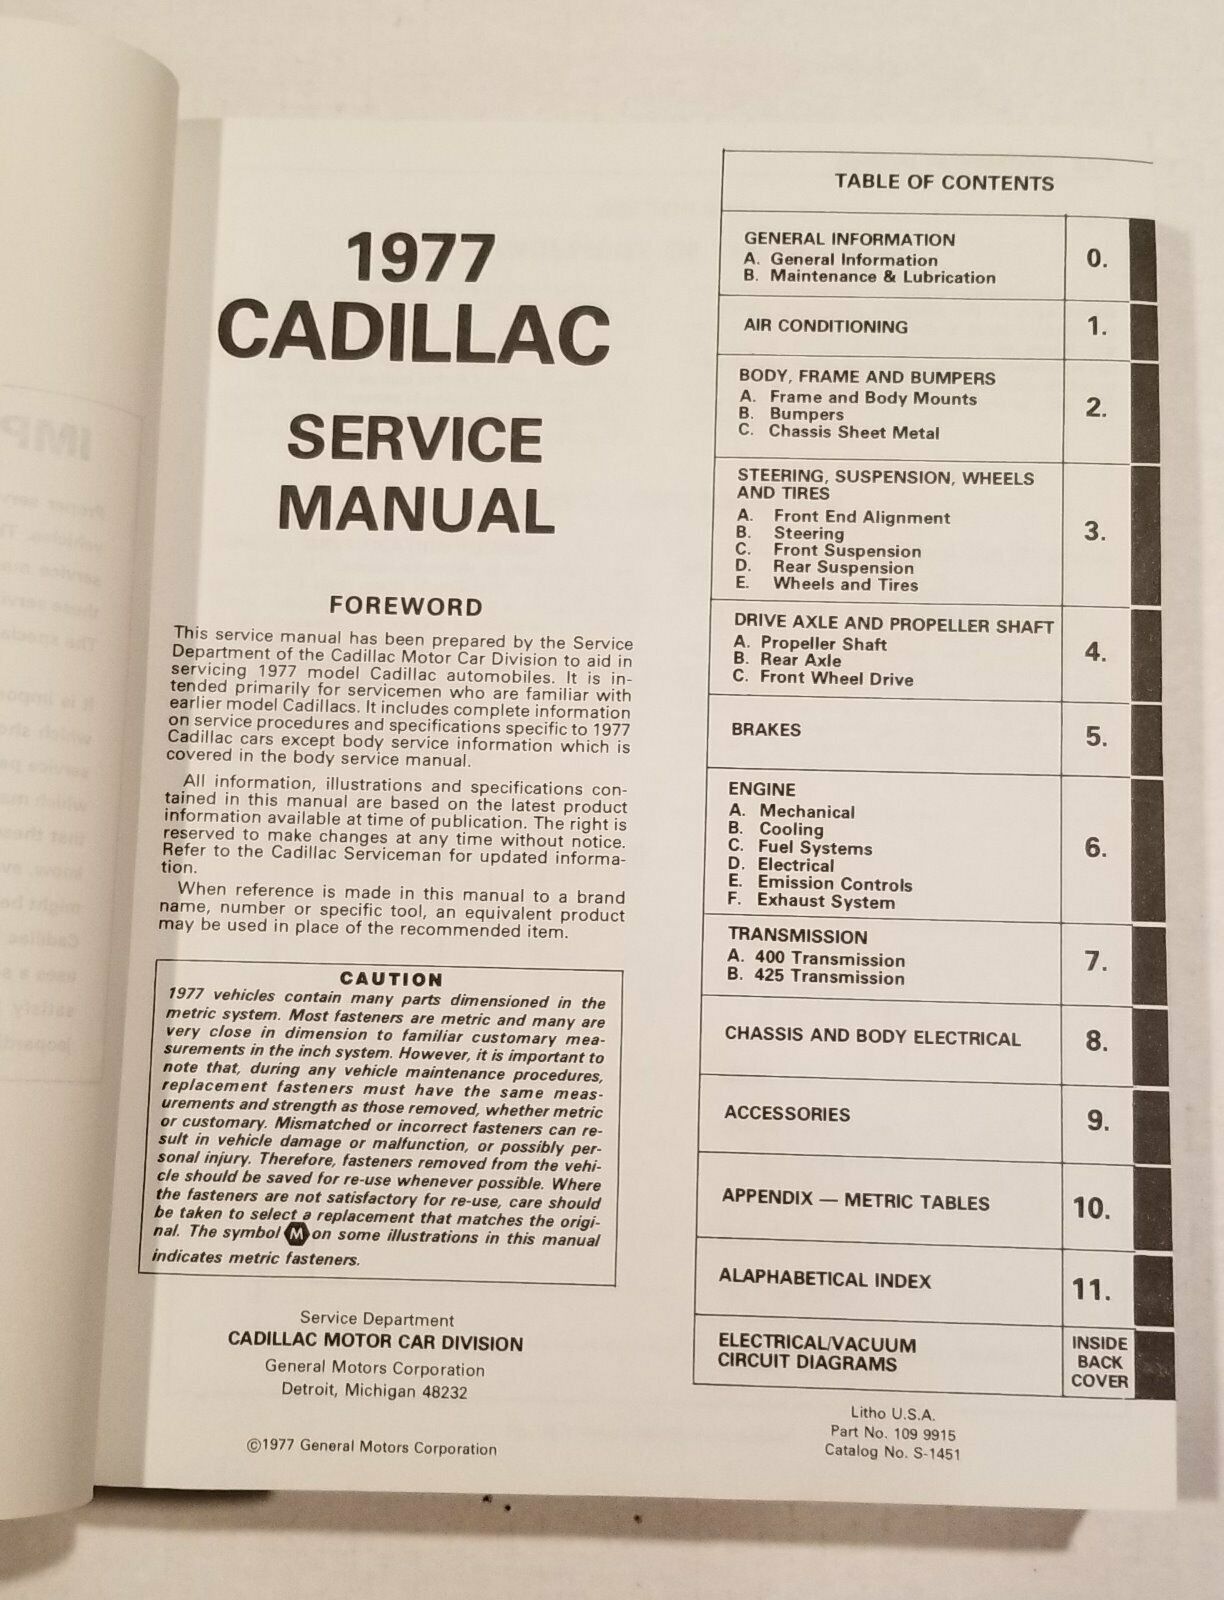 1977
CADILLAC
SERVICE
MANUAL
FOREWORD
This service manual has been prepared by the Service
Department of the Cadillac Motor Car Division to aid in
servicing 1977 model Cadillac automobiles. It is in-
tended primarily for servicemen who are familiar with
earlier model Cadillacs. It includes complete information
on service procedures and specifications specific to 1977
Cadillac cars except body service information which is
covered in the body service manual.
All information, illustrations and specifications con-
tained in this manual are based on the latest product
information available at time of publication. The right is
reserved to make changes at any time without notice.
Refer to the Cadillac Serviceman for updated informa-
tion.
When reference is made in this manual to a brand
name, number or specific tool, an equivalent product
may be used in place of the recommended item.
CAUTION
1977 vehicles contain many parts dimensioned in the
metric system. Most fasteners are metric and many are
very close in dimension to familiar customary mea-
surements in the inch system. However, it is important to
note that, during any vehicle maintenance procedures,
replacement fasteners must have the same meas-
urements and strength as those removed, whether metric
or customary. Mismatched or incorrect fasteners can re-
sult in vehicle damage or malfunction, or possibly per-
sonal injury. Therefore, fasteners removed from the vehi-
cle should be saved for re-use whenever possible. Where
the fasteners are not satisfactory for re-use, care should
be taken to select a replacement that matches the origi-
nal. The symbol M on some illustrations in this manual
indicates metric fasteners.
Service Department
CADILLAC MOTOR CAR DIVISION
General Motors Corporation
Detroit, Michigan 48232
©1977 General Motors Corporation
TABLE OF CONTENTS
GENERAL INFORMATION 0.
A. General Information
B. Maintenance & Lubrication
AIR CONDITIONING 1.
BODY, FRAME AND BUMPERS 2.
A. Frame and Body Mounts
B. Bumpers
C. Chassis Sheet Metal
STEERING, SUSPENSION, WHEELS
AND TIRES 3.
A. Front End Alignment
B. Steering
C. Front Suspension
D. Rear Suspension
E. Wheels and Tires
DRIVE AXLE AND PROPELLER SHAFT 4.
A. Propeller Shaft
B. Rear Axle
C. Front Wheel Drive
BRAKES 5.
ENGINE 6.
A. Mechanical
B. Cooling
C. Fuel Systems
D. Electrical
E. Emission Controls
F. Exhaust System
TRANSMISSION 7.
A. 400 Transmission
B. 425 Transmission
CHASSIS AND BODY ELECTRICAL 8.
ACCESSORIES 9.
APPENDIX — METRIC TABLES 10.
ALAPHABETICAL INDEX 11.
ELECTRICAL/VACUUM
CIRCUIT DIAGRAMS
INSIDE
BACK
COVER
Litho U.S.A.
Part No. 109 9915
Catalog No. S-1451